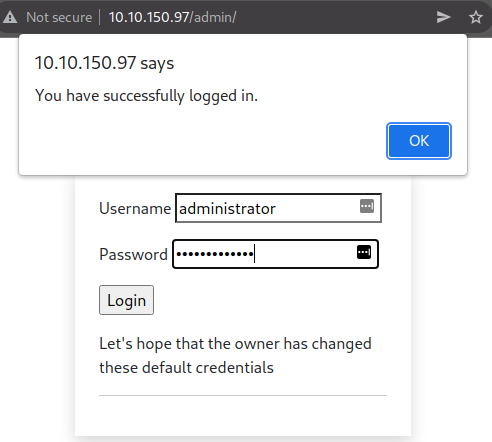 Not secure | 10.10.150.97/admin/
10.10.150.97 says
You have successfully logged in.
OK
Username administrator
Password •••••••••••••
Login
Let's hope that the owner has changed
these default credentials